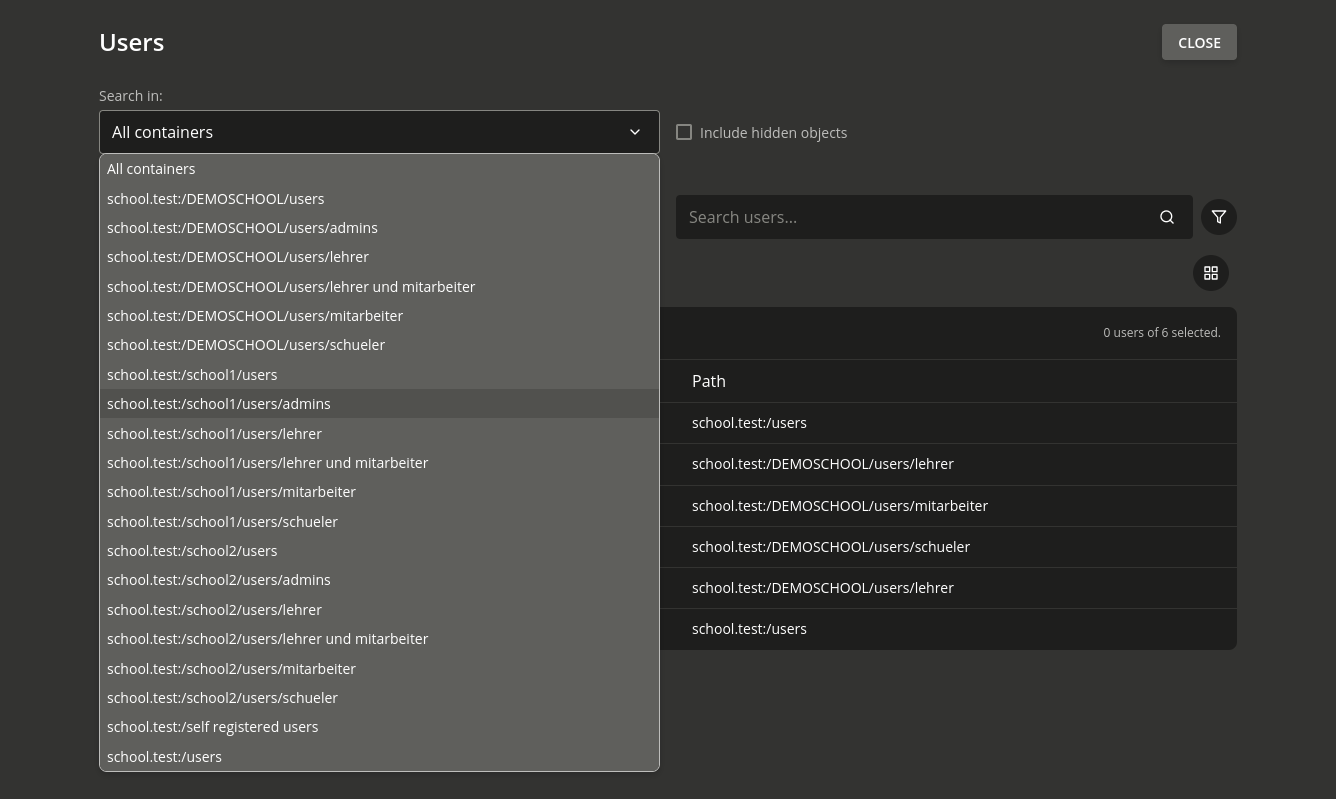 Users
CLOSE
Search in:
All containers
Include hidden objects
All containers
school.test:/DEMOSCHOOL/users
school.test:/DEMOSCHOOL/users/admins
school.test:/DEMOSCHOOL/users/lehrer
school.test:/DEMOSCHOOL/users/lehrer und mitarbeiter
school.test:/DEMOSCHOOL/users/mitarbeiter
school.test:/DEMOSCHOOL/users/schueler
school.test:/school1/users
school.test:/school1/users/admins
school.test:/school1/users/lehrer
school.test:/school1/users/lehrer und mitarbeiter
school.test:/school1/users/mitarbeiter
school.test:/school1/users/schueler
school.test:/school2/users
school.test:/school2/users/admins
school.test:/school2/users/lehrer
school.test:/school2/users/lehrer und mitarbeiter
school.test:/school2/users/mitarbeiter
school.test:/school2/users/schueler
school.test:/self registered users
school.test:/users
Search users...
0 users of 6 selected.
Path
school.test:/users
school.test:/DEMOSCHOOL/users/lehrer
school.test:/DEMOSCHOOL/users/mitarbeiter
school.test:/DEMOSCHOOL/users/schueler
school.test:/DEMOSCHOOL/users/lehrer
school.test:/users